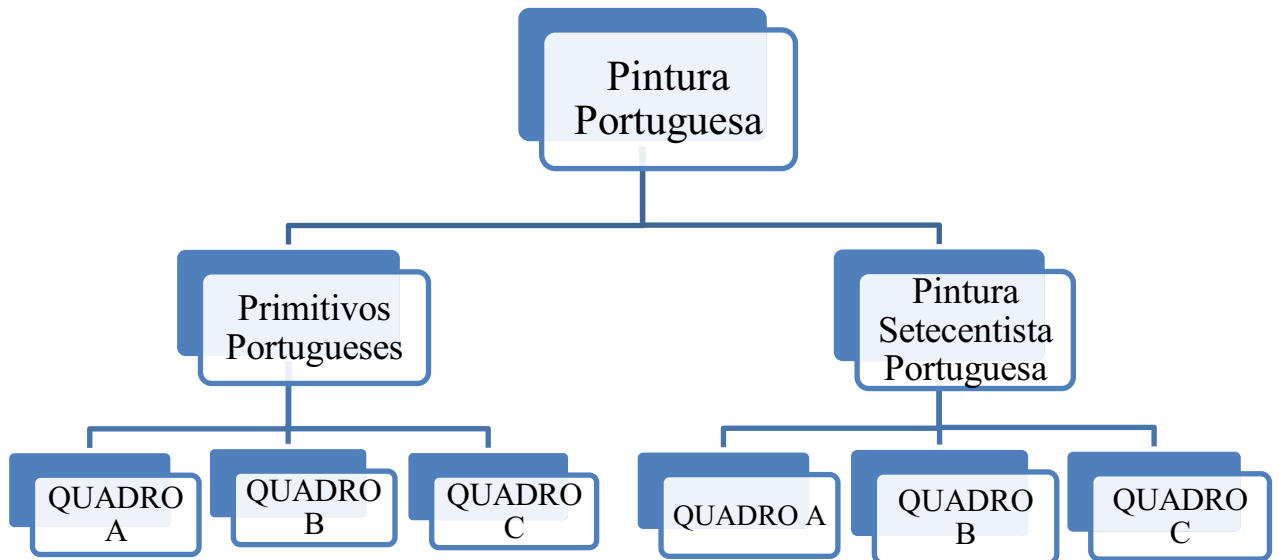 Pintura
Portuguesa
Primitivos
Portugueses
Pintura
Setecentista
Portuguesa
QUADRO
A
QUADRO
B
QUADRO
C
QUADRO A
QUADRO
B
QUADRO
C